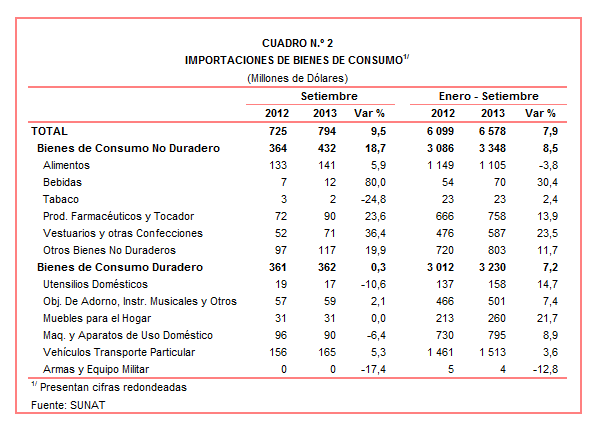 CUADRO N.º 2
IMPORTACIONES DE BIENES DE CONSUMO1/
(Millones de Dólares)
Setiembre Enero - Setiembre
2012 2013 Var % 2012 2013 Var %
TOTAL 725 794 9,5 6 099 6 578 7,9
Bienes de Consumo No Duradero 364 432 18,7 3 086 3 348 8,5
Alimentos 133 141 5,9 1 149 1 105 -3,8
Bebidas 7 12 80,0 54 70 30,4
Tabaco 3 2 -24,8 23 23 2,4
Prod. Farmacéuticos y Tocador 72 90 23,6 666 758 13,9
Vestuarios y otras Confecciones 52 71 36,4 476 587 23,5
Otros Bienes No Duraderos 97 117 19,9 720 803 11,7
Bienes de Consumo Duradero 361 362 0,3 3 012 3 230 7,2
Utensilios Domésticos 19 17 -10,6 137 158 14,7
Obj. De Adorno, Instr. Musicales y Otros 57 59 2,1 466 501 7,4
Muebles para el Hogar 31 31 0,0 213 260 21,7
Maq. y Aparatos de Uso Doméstico 96 90 -6,4 730 795 8,9
Vehículos Transporte Particular 156 165 5,3 1 461 1 513 3,6
Armas y Equipo Militar 0 0 -17,4 5 4 -12,8
1/ Presentan cifras redondeadas
Fuente: SUNAT